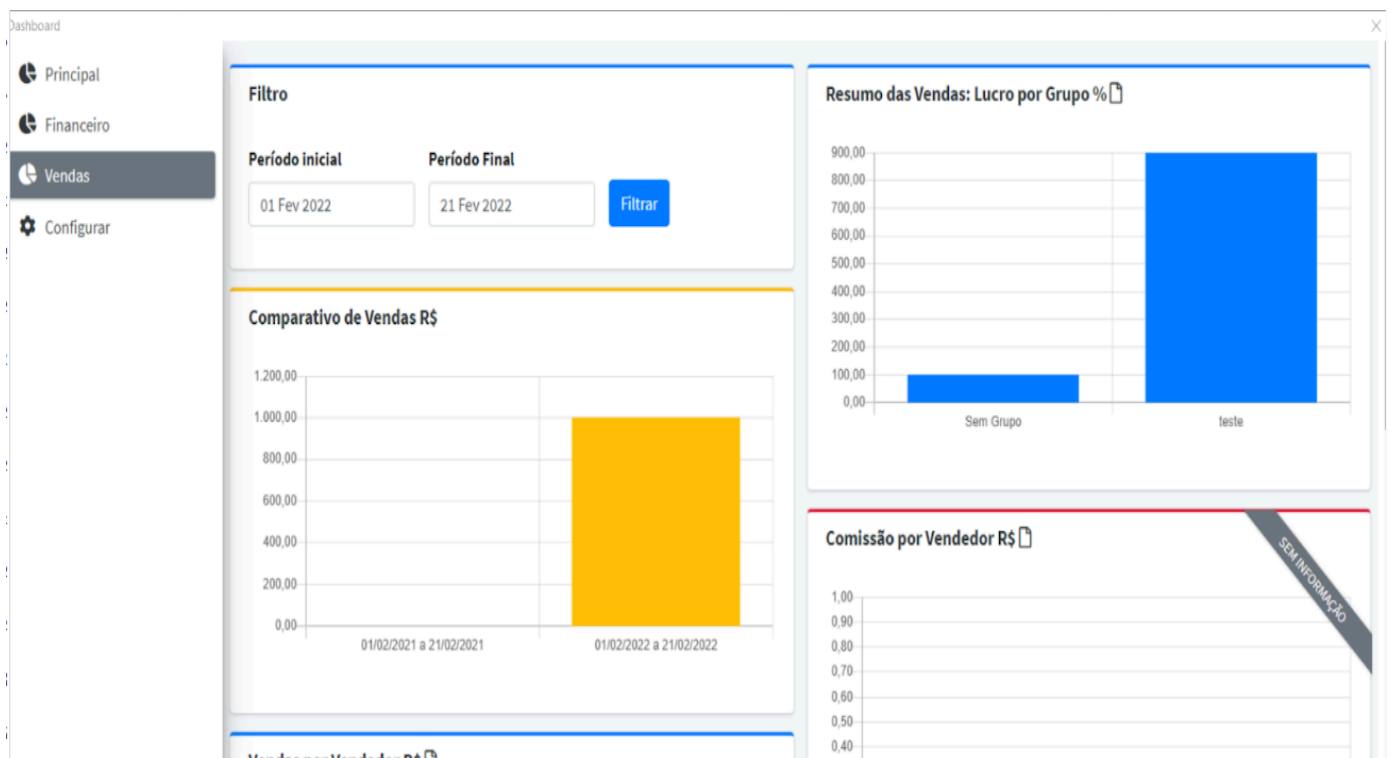 Dashboard
Principal
Financeiro
Vendas
Configurar
Filtro
Período inicial
Período Final
01 Fev 2022
21 Fev 2022
Filtrar
Comparativo de Vendas R$
1.200,00
1.000,00
800,00
600,00
400,00
200,00
0,00
01/02/2021 a 21/02/2021
01/02/2022 a 21/02/2022
Vendas por Vendedor R$
Resumo das Vendas: Lucro por Grupo %
900,00
800,00
700,00
600,00
500,00
400,00
300,00
200,00
100,00
0,00
Sem Grupo
teste
Comissão por Vendedor R$
SEM INFORMAÇÃO
1,00
0,90
0,80
0,70
0,60
0,50
0,40